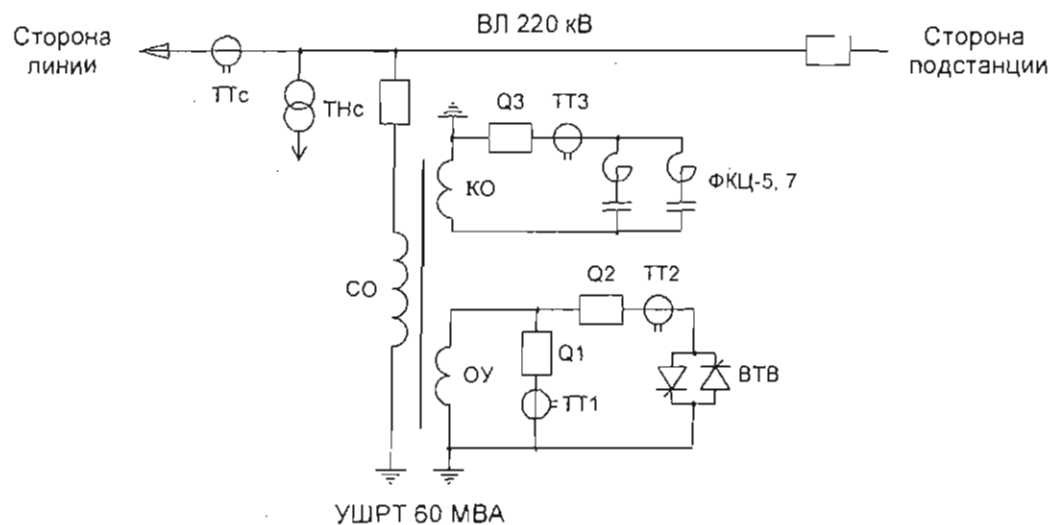 ВЛ 220 кВ
Сторона
линии
Сторона
подстанции
ТТс
ТНс
Q3
ТТ3
КО
ФКЦ-5, 7
СО
Q2
ТТ2
Q1
ОУ
ВТВ
ТТ1
УШРТ 60 МВА